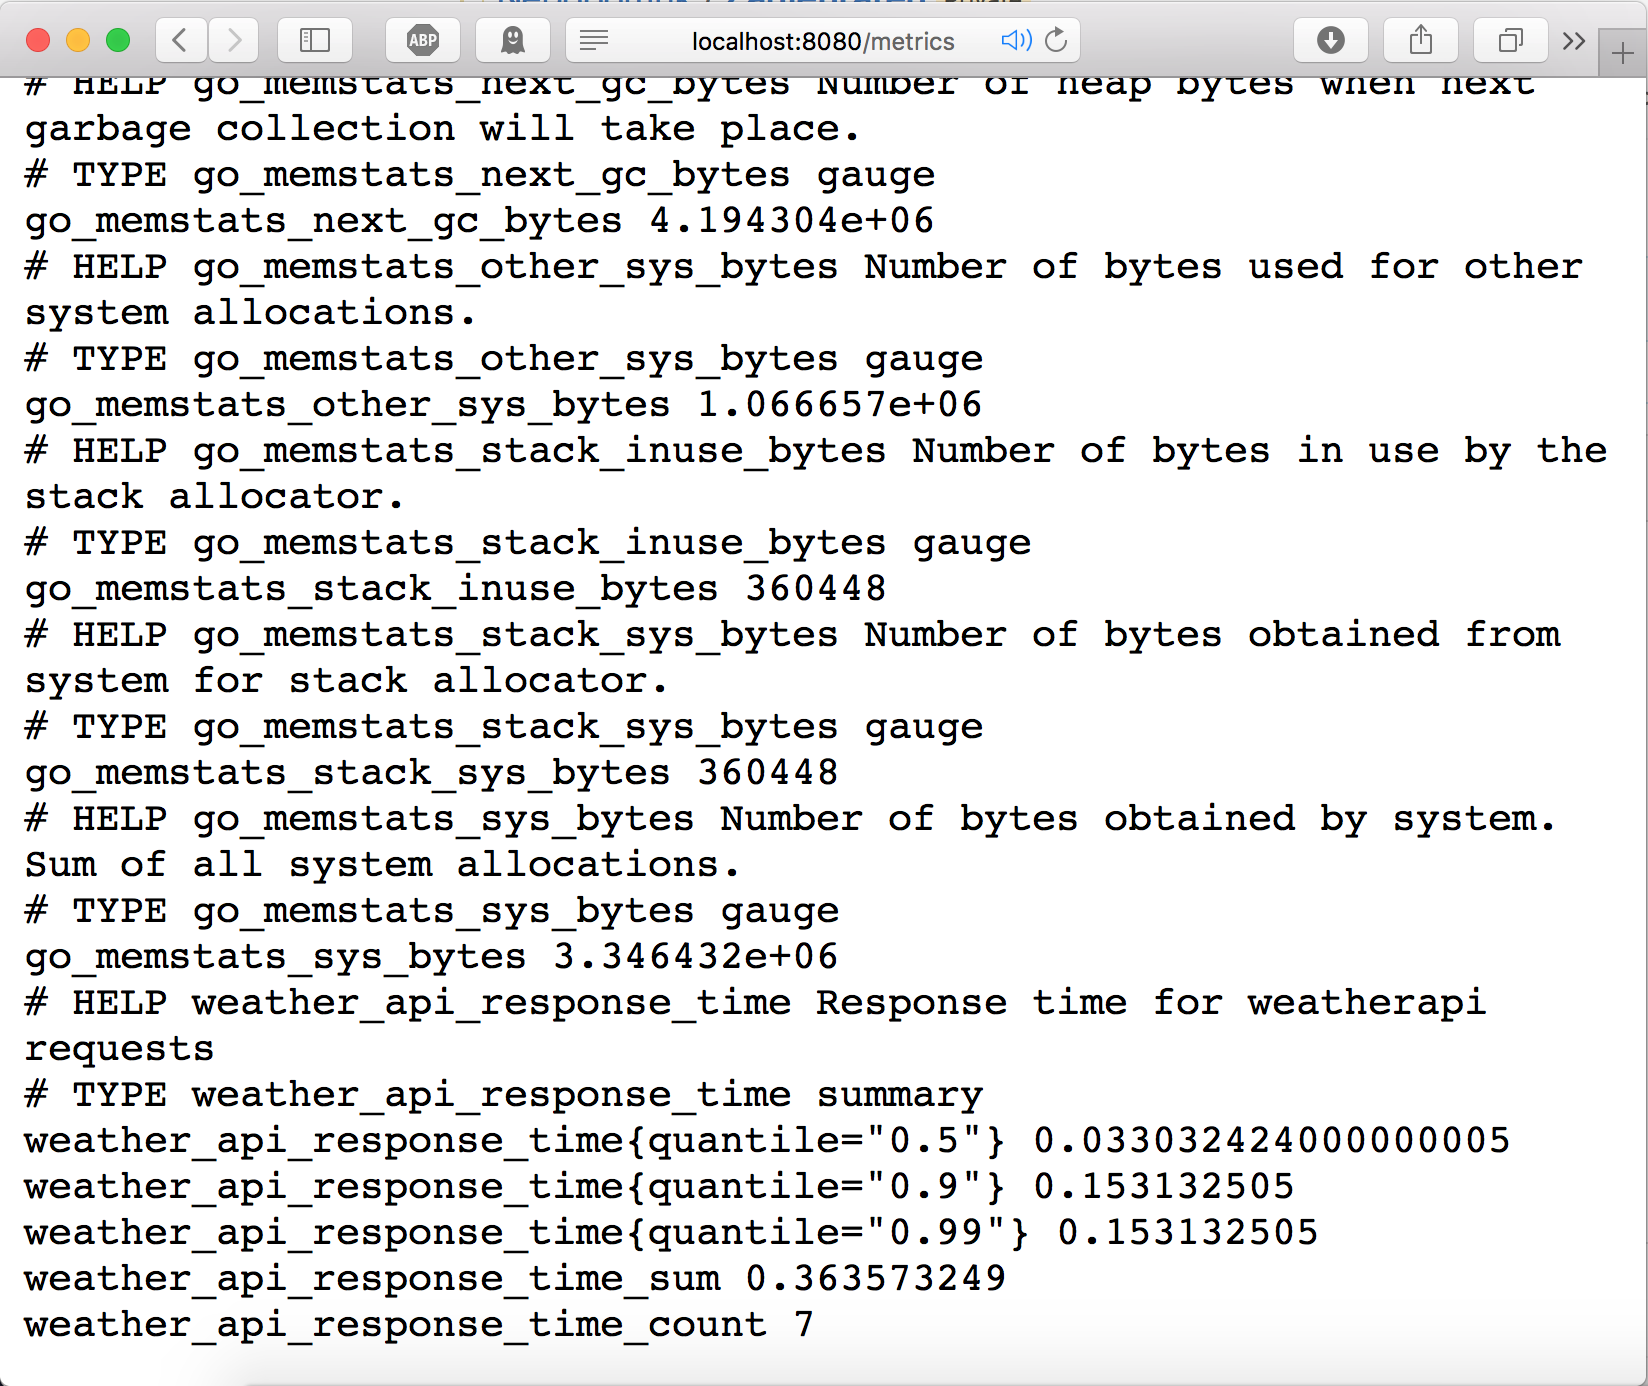 ABP
localhost:8080/metrics
# HELP go_memstats_next_gc_bytes Number of heap bytes when next
garbage collection will take place.
# TYPE go_memstats_next_gc_bytes gauge
go_memstats_next_gc_bytes 4.194304e+06
# HELP go_memstats_other_sys_bytes Number of bytes used for other
system allocations.
# TYPE go_memstats_other_sys_bytes gauge
go_memstats_other_sys_bytes 1.066657e+06
# HELP go_memstats_stack_inuse_bytes Number of bytes in use by the
stack allocator.
# TYPE go_memstats_stack_inuse_bytes gauge
go_memstats_stack_inuse_bytes 360448
# HELP go_memstats_stack_sys_bytes Number of bytes obtained from
system for stack allocator.
# TYPE go_memstats_stack_sys_bytes gauge
go_memstats_stack_sys_bytes 360448
# HELP go_memstats_sys_bytes Number of bytes obtained by system.
Sum of all system allocations.
# TYPE go_memstats_sys_bytes gauge
go_memstats_sys_bytes 3.346432e+06
# HELP weather_api_response_time Response time for weatherapi
requests
# TYPE weather_api_response_time summary
weather_api_response_time{quantile="0.5"} 0.033032424000000005
weather_api_response_time{quantile="0.9"} 0.153132505
weather_api_response_time{quantile="0.99"} 0.153132505
weather_api_response_time_sum 0.363573249
weather_api_response_time_count 7